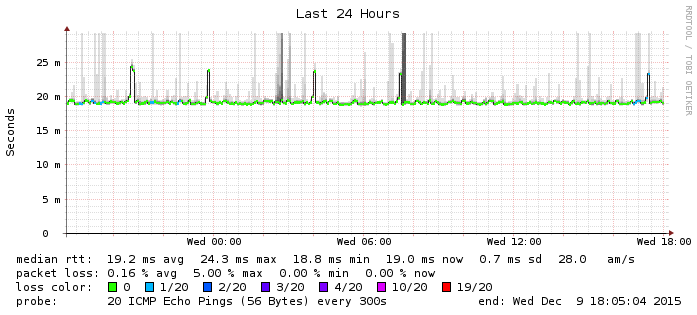 Last 24 Hours
RRDTOOL / TOBI OETIKER
Seconds
25 m
20 m
15 m
10 m
5 m
0
Wed 00:00 Wed 06:00 Wed 12:00 Wed 18:00
median rtt: 19.2 ms avg 24.3 ms max 18.8 ms min 19.0 ms now 0.7 ms sd 28.0 am/s
packet loss: 0.16 % avg 5.00 % max 0.00 % min 0.00 % now
loss color: 0 1/20 2/20 3/20 4/20 10/20 19/20
probe: 20 ICMP Echo Pings (56 Bytes) every 300s end: Wed Dec 9 18:05:04 2015